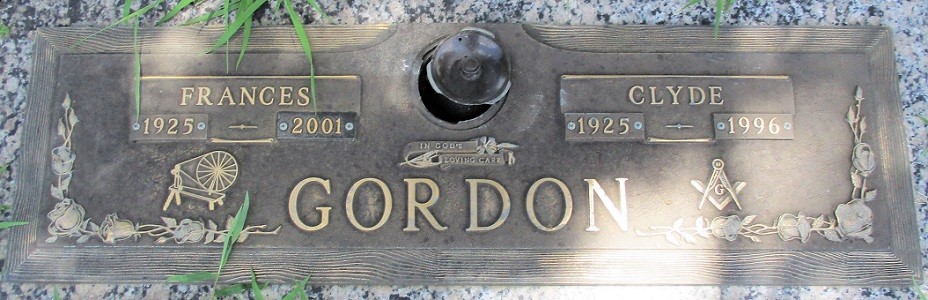 FRANCES
1925 — 2001
CLYDE
1925 — 1996
IN GOD'S
LOVING CARE
GORDON
G